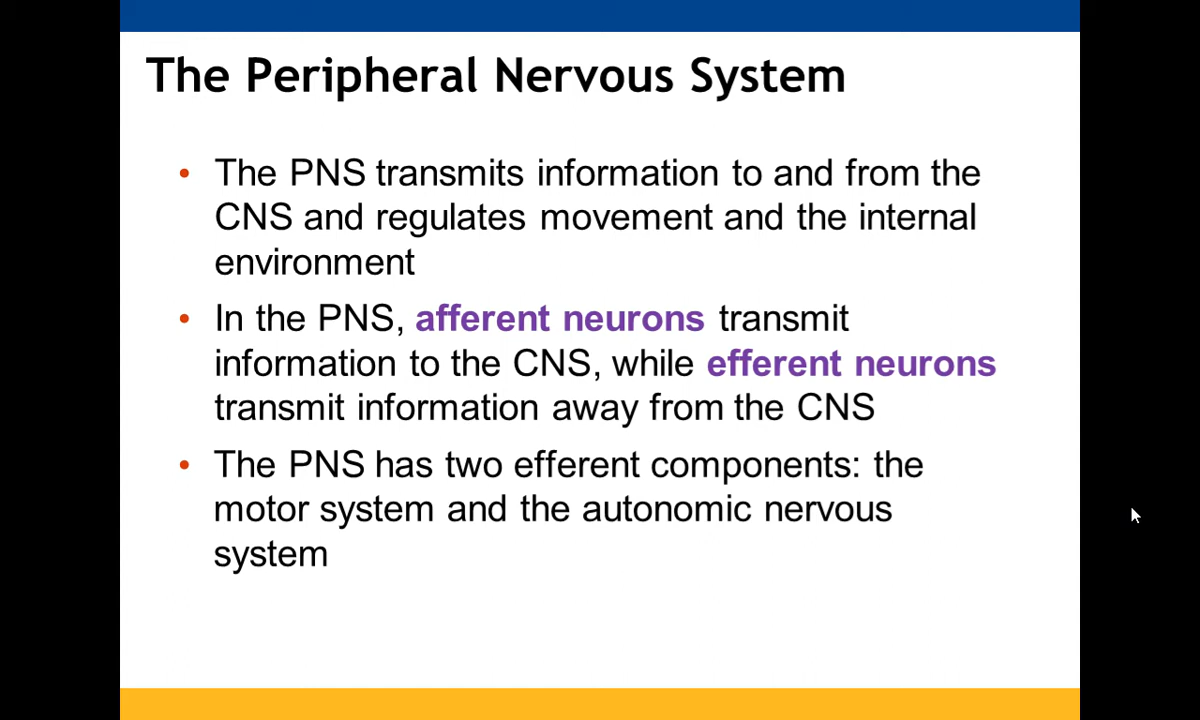 The Peripheral Nervous System
• The PNS transmits information to and from the
CNS and regulates movement and the internal
environment
• In the PNS, afferent neurons transmit
information to the CNS, while efferent neurons
transmit information away from the CNS
• The PNS has two efferent components: the
motor system and the autonomic nervous
system